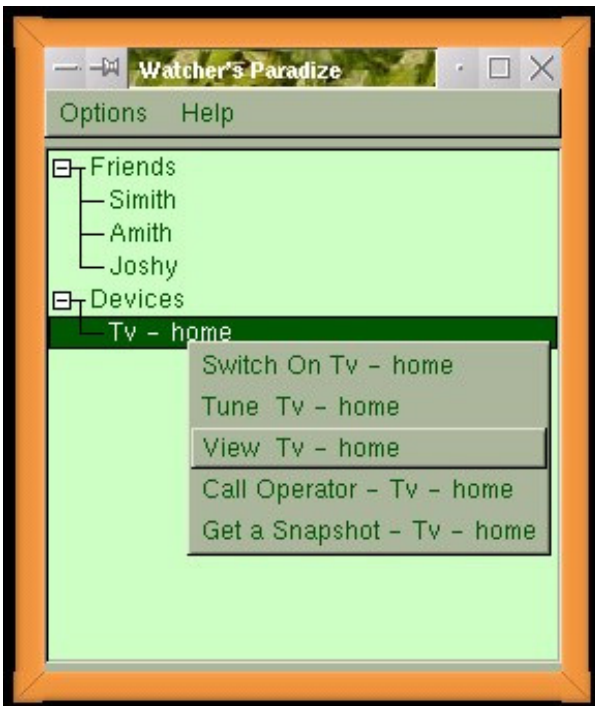 Watcher's Paradize
Options Help
Friends
Simith
Amith
Joshy
Devices
Tv – home
Switch On Tv – home
Tune Tv – home
View Tv – home
Call Operator – Tv – home
Get a Snapshot – Tv – home